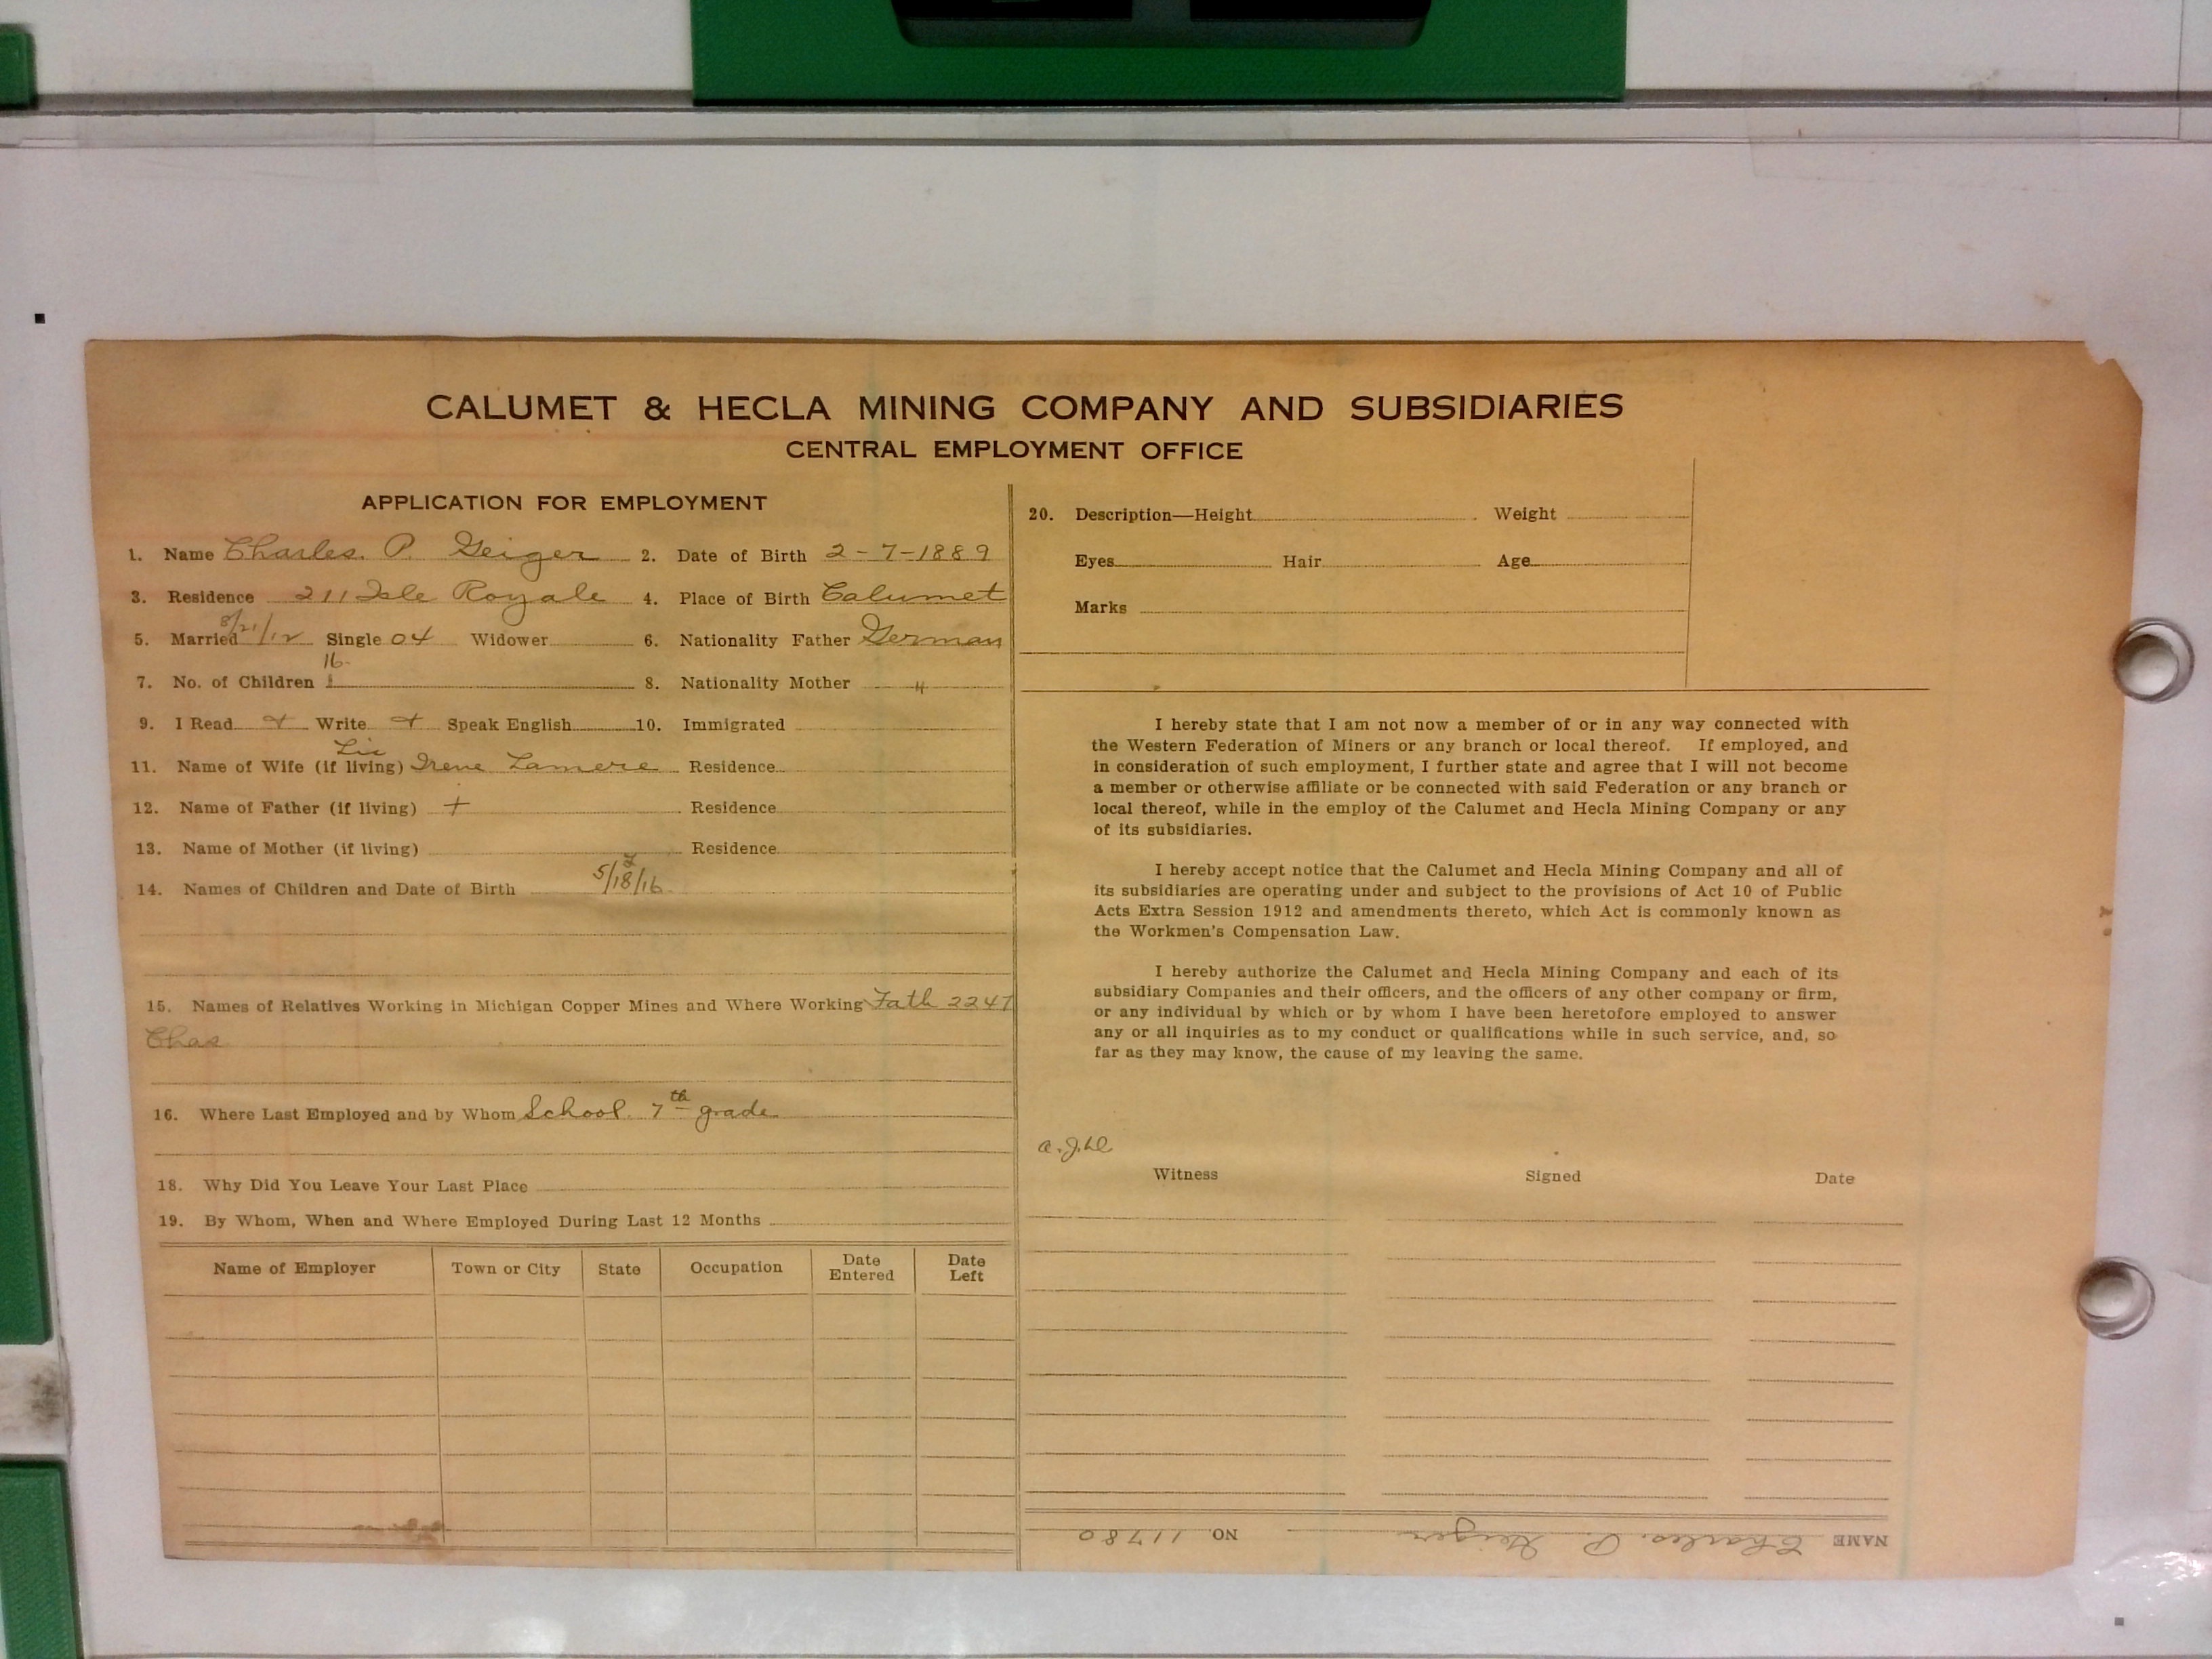 CALUMET & HECLA MINING COMPANY AND SUBSIDIARIES
CENTRAL EMPLOYMENT OFFICE
APPLICATION FOR EMPLOYMENT
1. Name Charles. P. Geiger 2. Date of Birth 2-7-1889
3. Residence 211 Isle Royale 4. Place of Birth Calumet
5. Married 8/21/12 Single 04 Widower 6. Nationality Father German
16
7. No. of Children 1 8. Nationality Mother "
9. I Read Write Speak English 10. Immigrated
11. Name of Wife (if living) Irene Lamere Residence
12. Name of Father (if living) + Residence
13. Name of Mother (if living) Residence
14. Names of Children and Date of Birth 5/18/16
15. Names of Relatives Working in Michigan Copper Mines and Where Working Fath 2247
Chas
16. Where Last Employed and by Whom School 7th grade
18. Why Did You Leave Your Last Place
19. By Whom, When and Where Employed During Last 12 Months
Name of Employer Town or City State Occupation Date Entered Date Left
20. Description—Height Weight
Eyes Hair Age
Marks
I hereby state that I am not now a member of or in any way connected with
the Western Federation of Miners or any branch or local thereof. If employed, and
in consideration of such employment, I further state and agree that I will not become
a member or otherwise affiliate or be connected with said Federation or any branch or
local thereof, while in the employ of the Calumet and Hecla Mining Company or any
of its subsidiaries.
I hereby accept notice that the Calumet and Hecla Mining Company and all of
its subsidiaries are operating under and subject to the provisions of Act 10 of Public
Acts Extra Session 1912 and amendments thereto, which Act is commonly known as
the Workmen's Compensation Law.
I hereby authorize the Calumet and Hecla Mining Company and each of its
subsidiary Companies and their officers, and the officers of any other company or firm,
or any individual by which or by whom I have been heretofore employed to answer
any or all inquiries as to my conduct or qualifications while in such service, and, so
far as they may know, the cause of my leaving the same.
Witness Signed Date
NAME Charles. P. Geiger NO. 11780